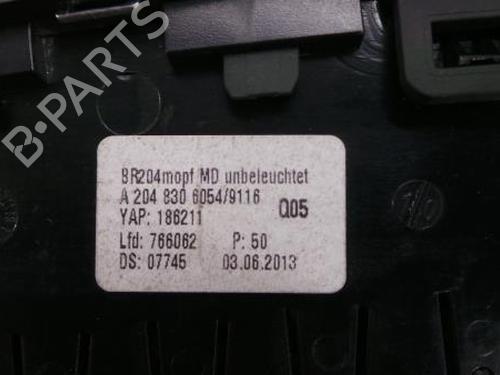 B-PARTS
BR204mopf MD unbeleuchtet
A 204 830 6054/9116
YAP: 186211 Q05
Lfd: 766062 P: 50
DS: 07745 03.06.2013